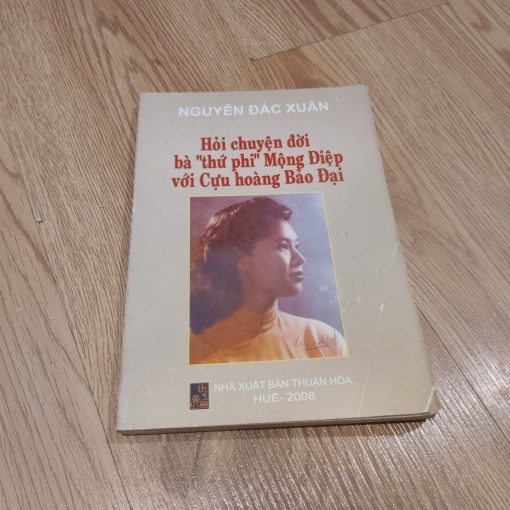 NGUYỄN ĐẮC XUÂN
Hỏi chuyện đời
bà "thứ phi" Mộng Điệp
với Cựu hoàng Bảo Đại
th
NHÀ XUẤT BẢN THUẬN HÓA
HUẾ - 2008